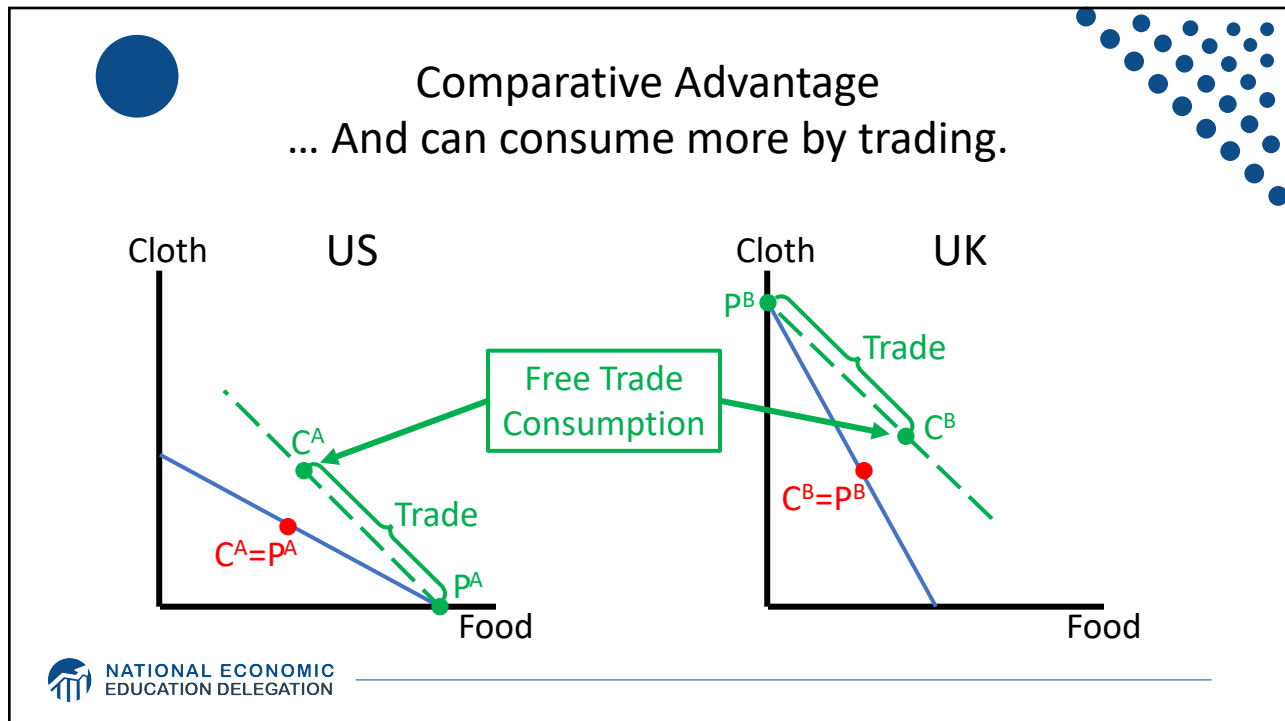 Comparative Advantage
… And can consume more by trading.
Cloth
US
Cᴬ
Trade
Cᴬ=Pᴬ
Pᴬ
Food
Free Trade
Consumption
Cloth
UK
Pᴮ
Trade
Cᴮ
Cᴮ=Pᴮ
Food
NATIONAL ECONOMIC
EDUCATION DELEGATION